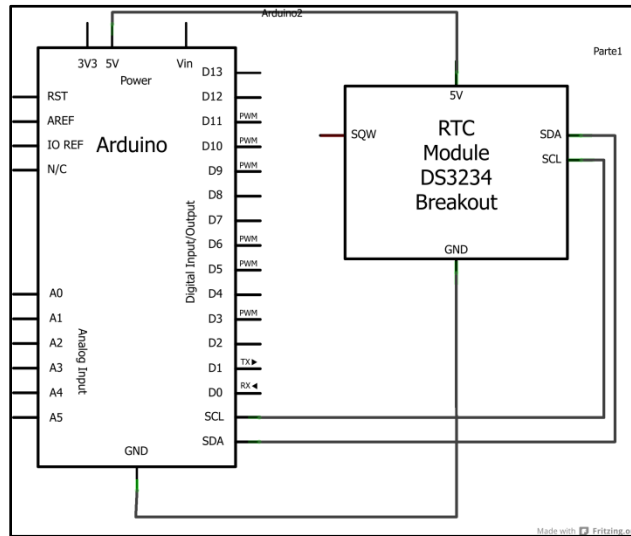 Arduino2
3V3 5V Vin
Power
Arduino
RST
AREF
IO REF
N/C
A0
A1
A2
A3
A4
A5
Analog Input
Digital Input/Output
D13
D12
D11 PWM
D10 PWM
D9 PWM
D8
D7
D6 PWM
D5 PWM
D4
D3 PWM
D2
D1 TX▶
D0 RX◀
SCL
SDA
GND
Parte1
5V
SQW
RTC
Module
DS3234
Breakout
SDA
SCL
GND
Made with Fritzing.o